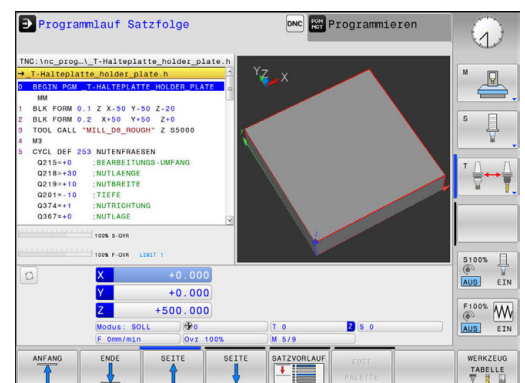 Programmlauf Satzfolge
DNC
PGM
MGT
Programmieren
TNC:\nc_prog…\_T-Halteplatte_holder_plate.h
→_T-Halteplatte_holder_plate.h
0 BEGIN PGM _T-HALTEPLATTE_HOLDER_PLATE
MM
1 BLK FORM 0.1 Z X-50 Y-50 Z-20
2 BLK FORM 0.2 X+50 Y+50 Z+0
3 TOOL CALL "MILL_D8_ROUGH" Z S5000
4 M3
5 CYCL DEF 253 NUTENFRAESEN
Q215=+0 ;BEARBEITUNGS-UMFANG
Q218=+30 ;NUTLAENGE
Q219=+10 ;NUTBREITE
Q201=-10 ;TIEFE
Q374=+1 ;NUTRICHTUNG
Q367=+0 ;NUTLAGE
100% S-OVR
100% F-OVR LIMIT 1
Y Z X
Z
X +0.000
Y +0.000
Z +500.000
Modus: SOLL 0 T 0 Z S 0
F 0mm/min Ovr 100% M 5/9
M
S
T
S100%
AUS EIN
F100%
AUS EIN
ANFANG
ENDE
SEITE
SEITE
SATZVORLAUF
EDIT
PALETTE
WERKZEUG
TABELLE